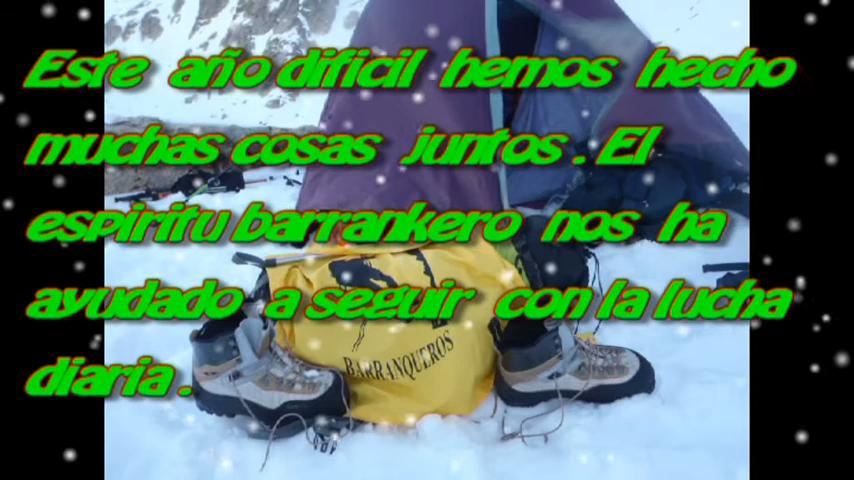 Este año dificil hemos hecho
muchas cosas juntos. El
espiritu barrankero nos ha
ayudado a seguir con la lucha
diaria.
BARRANQUEROS